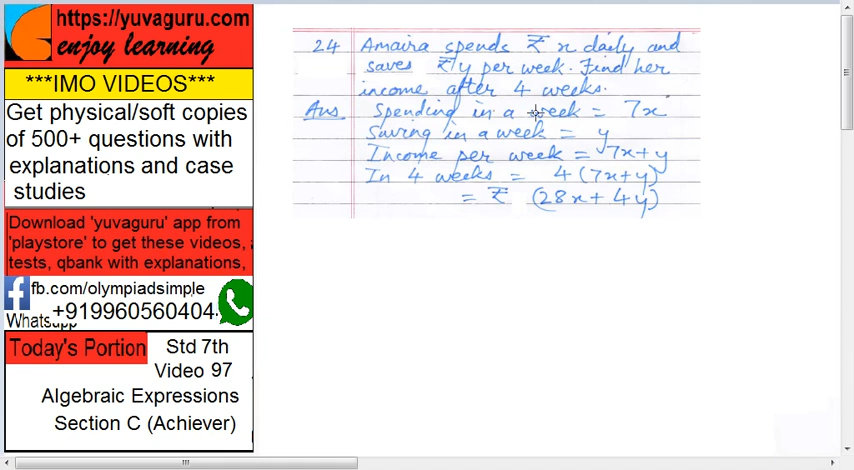 https://yuvaguru.com
enjoy learning
***IMO VIDEOS***
Get physical/soft copies
of 500+ questions with
explanations and case
studies
Download 'yuvaguru' app from
'playstore' to get these videos,
tests, qbank with explanations,
fb.com/olympiadsimple
+919960560404
Whatsapp
Today's Portion
Std 7th
Video 97
Algebraic Expressions
Section C (Achiever)
24 Amaira spends ₹ x daily and
saves ₹ y per week. Find her
income after 4 weeks.
Ans Spending in a week = 7x
Saving in a week = y
Income per week = 7x+y
In 4 weeks = 4 (7x+y)
= ₹ (28x + 4y)